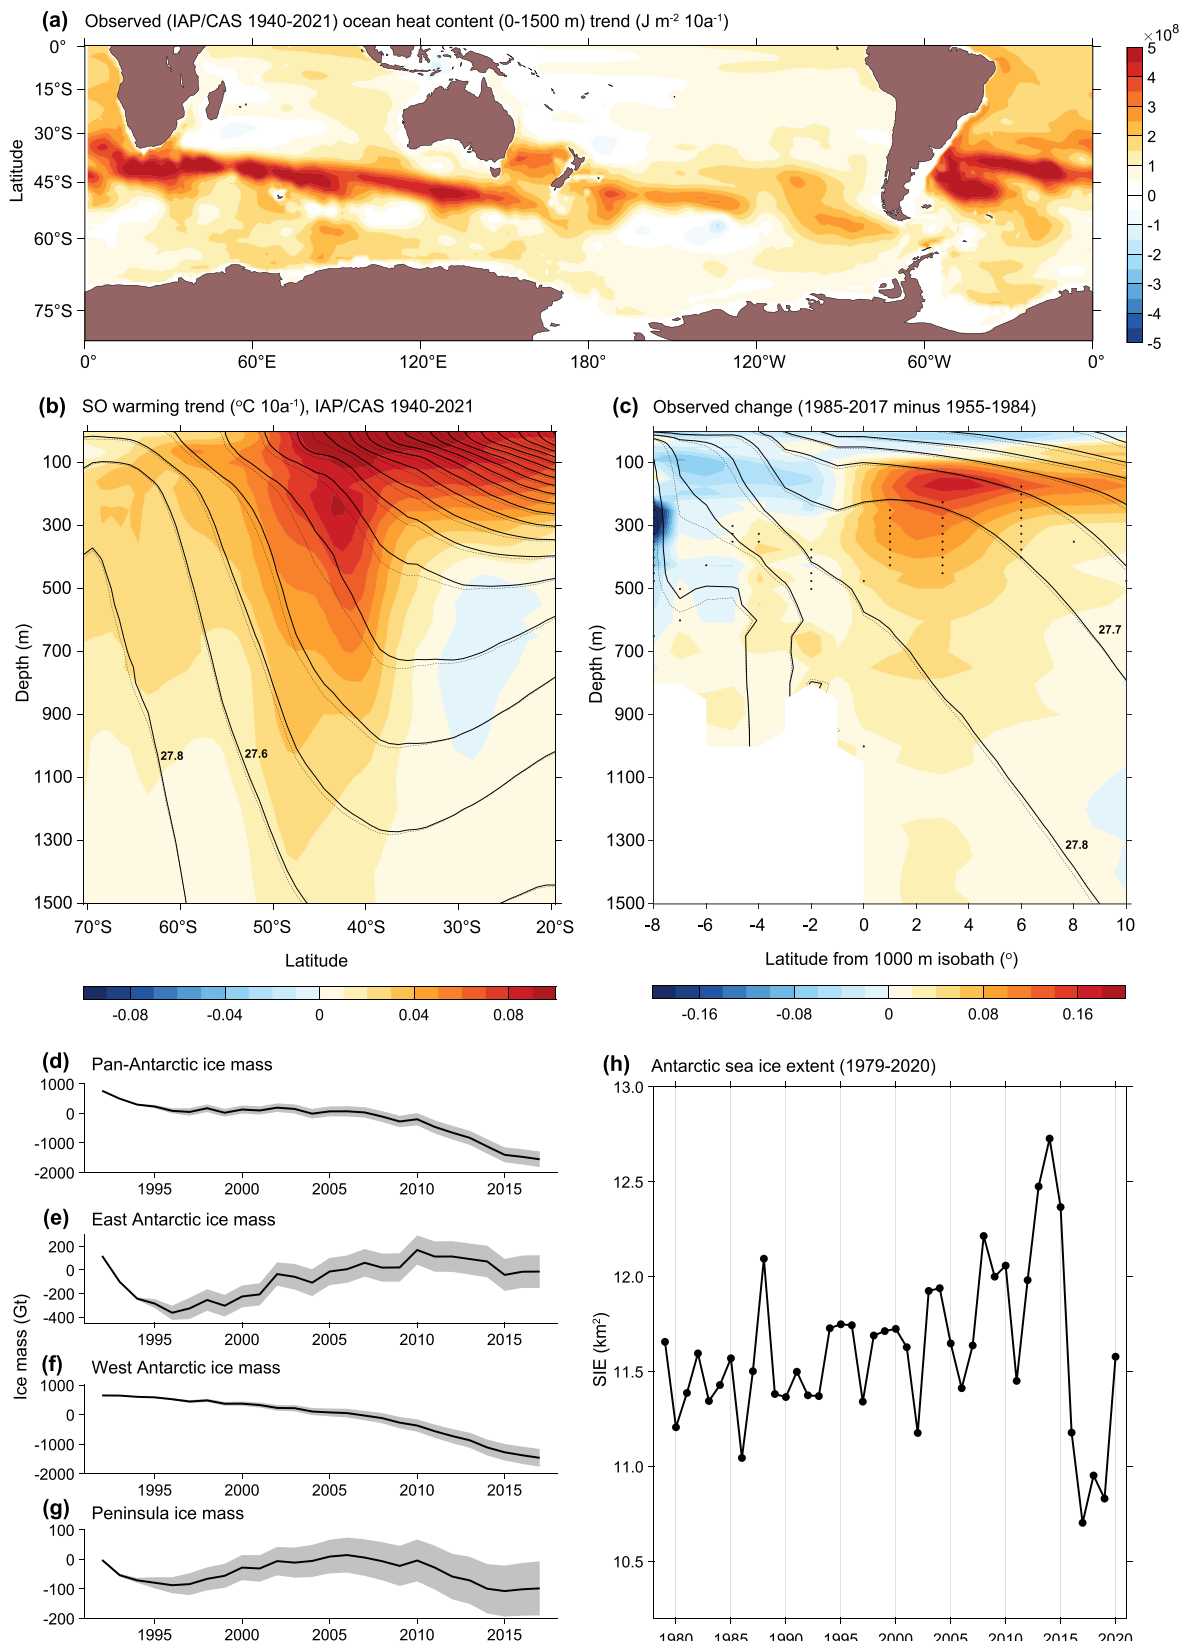 (a) Observed (IAP/CAS 1940-2021) ocean heat content (0-1500 m) trend (J m⁻² 10a⁻¹)
×10⁸
Latitude
0°
15°S
30°S
45°S
60°S
75°S
0° 60°E 120°E 180° 120°W 60°W 0°
5
4
3
2
1
0
-1
-2
-3
-4
-5
(b) SO warming trend (°C 10a⁻¹), IAP/CAS 1940-2021
Depth (m)
100
300
500
700
900
1100
1300
1500
27.8
27.6
70°S 60°S 50°S 40°S 30°S 20°S
Latitude
-0.08 -0.04 0 0.04 0.08
(c) Observed change (1985-2017 minus 1955-1984)
Depth (m)
100
300
500
700
900
1100
1300
1500
27.7
27.8
-8 -6 -4 -2 0 2 4 6 8 10
Latitude from 1000 m isobath (°)
-0.16 -0.08 0 0.08 0.16
Ice mass (Gt)
(d) Pan-Antarctic ice mass
1000
0
-1000
-2000
1995 2000 2005 2010 2015
(e) East Antarctic ice mass
200
0
-200
-400
1995 2000 2005 2010 2015
(f) West Antarctic ice mass
1000
0
-1000
-2000
1995 2000 2005 2010 2015
(g) Peninsula ice mass
100
0
-100
-200
1995 2000 2005 2010 2015
(h) Antarctic sea ice extent (1979-2020)
SIE (km²)
13.0
12.5
12.0
11.5
11.0
10.5
1980 1985 1990 1995 2000 2005 2010 2015 2020